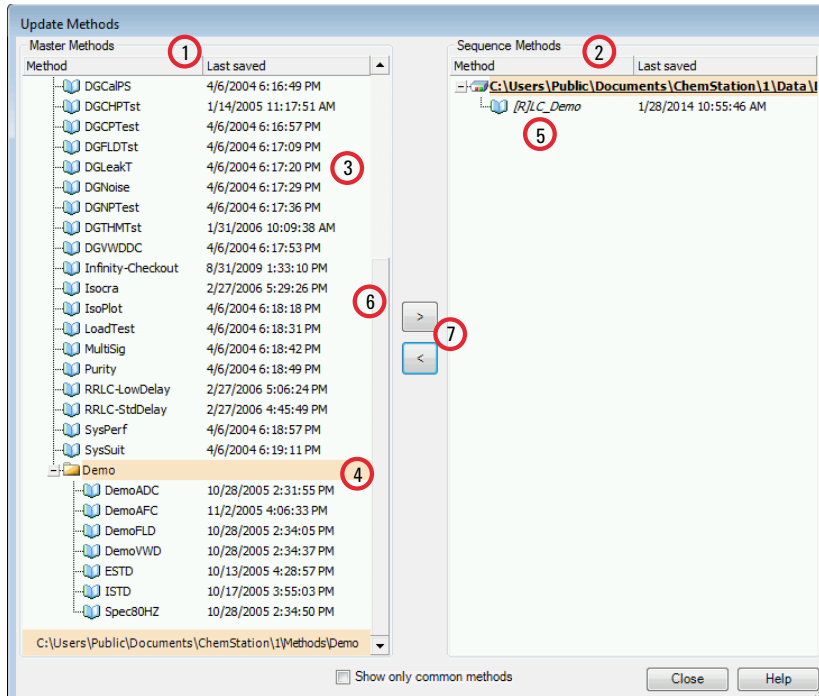 Update Methods
Master Methods 1
Method Last saved
DGCalPS 4/6/2004 6:16:49 PM
DGCHPTst 1/14/2005 11:17:51 AM
DGCPTest 4/6/2004 6:16:57 PM
DGFLDTst 4/6/2004 6:17:09 PM
DGLeakT 4/6/2004 6:17:20 PM 3
DGNoise 4/6/2004 6:17:29 PM
DGNPTest 4/6/2004 6:17:36 PM
DGTHMTst 1/31/2006 10:09:38 AM
DGVWDDC 4/6/2004 6:17:53 PM
Infinity-Checkout 8/31/2009 1:33:10 PM
Isocra 2/27/2006 5:29:26 PM
IsoPlot 4/6/2004 6:18:18 PM 6
LoadTest 4/6/2004 6:18:31 PM
MultiSig 4/6/2004 6:18:42 PM
Purity 4/6/2004 6:18:49 PM
RRLC-LowDelay 2/27/2006 5:06:24 PM
RRLC-StdDelay 2/27/2006 4:45:49 PM
SysPerf 4/6/2004 6:18:57 PM
SysSuit 4/6/2004 6:19:11 PM
Demo 4
DemoADC 10/28/2005 2:31:55 PM
DemoAFC 11/2/2005 4:06:33 PM
DemoFLD 10/28/2005 2:34:05 PM
DemoVWD 10/28/2005 2:34:37 PM
ESTD 10/13/2005 4:28:57 PM
ISTD 10/17/2005 3:55:03 PM
Spec80HZ 10/28/2005 2:34:50 PM
C:\Users\Public\Documents\ChemStation\1\Methods\Demo
>
7
<
Sequence Methods 2
Method Last saved
C:\Users\Public\Documents\ChemStation\1\Data\
[R]LC_Demo 1/28/2014 10:55:46 AM
5
Show only common methods
Close Help